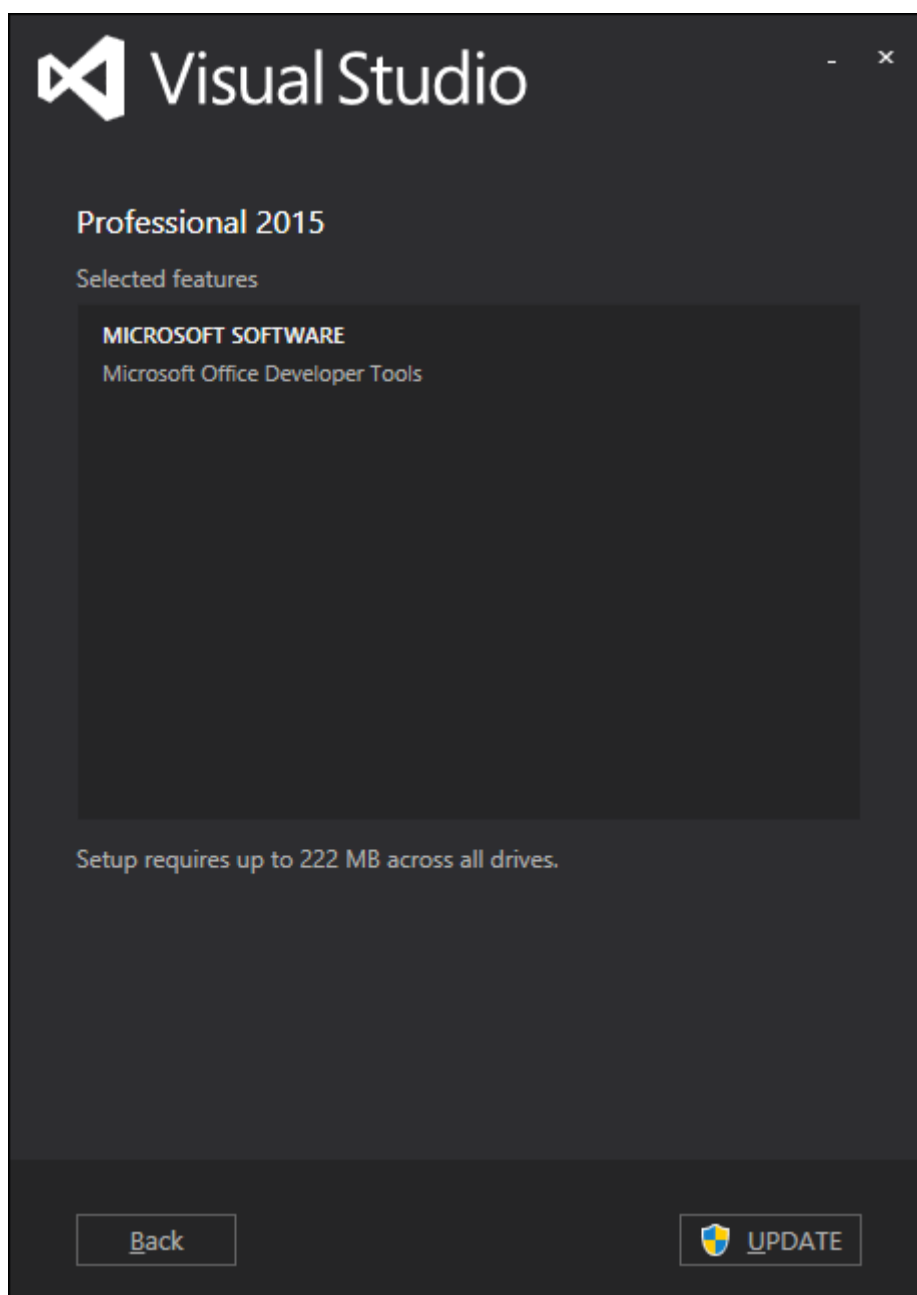 Visual Studio
Professional 2015
Selected features
MICROSOFT SOFTWARE
Microsoft Office Developer Tools
Setup requires up to 222 MB across all drives.
Back
UPDATE